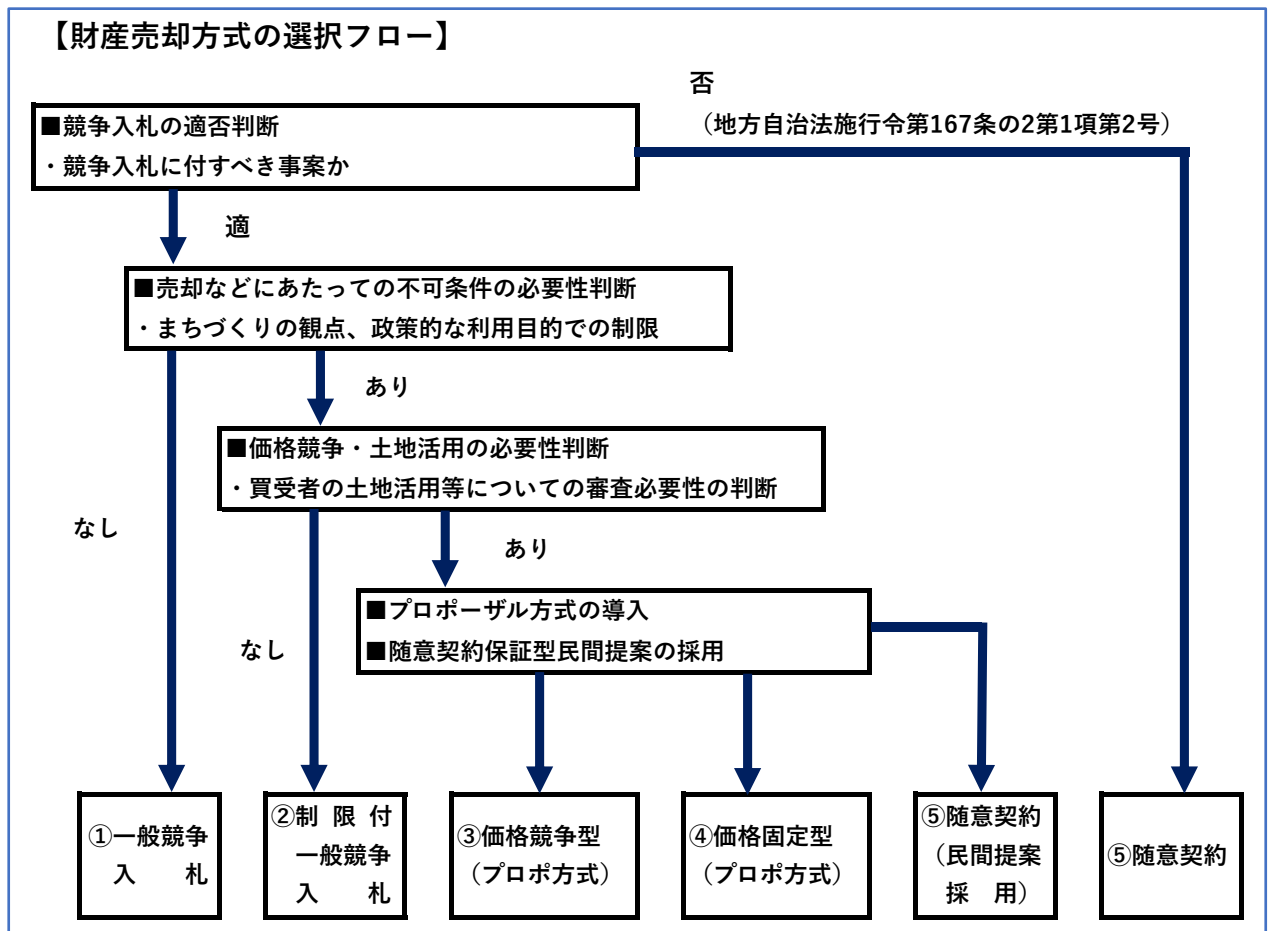 【財産売却方式の選択フロー】
否
（地方自治法施行令第167条の2第1項第2号）
■競争入札の適否判断
・競争入札に付すべき事案か
適
■売却などにあたっての不可条件の必要性判断
・まちづくりの観点、政策的な利用目的での制限
あり
■価格競争・土地活用の必要性判断
・買受者の土地活用等についての審査必要性の判断
なし
あり
■プロポーザル方式の導入
■随意契約保証型民間提案の採用
なし
①一般競争
入　札
②制 限 付
一般競争
入　札
③価格競争型
（プロポ方式）
④価格固定型
（プロポ方式）
⑤随意契約
（民間提案
採　用）
⑤随意契約